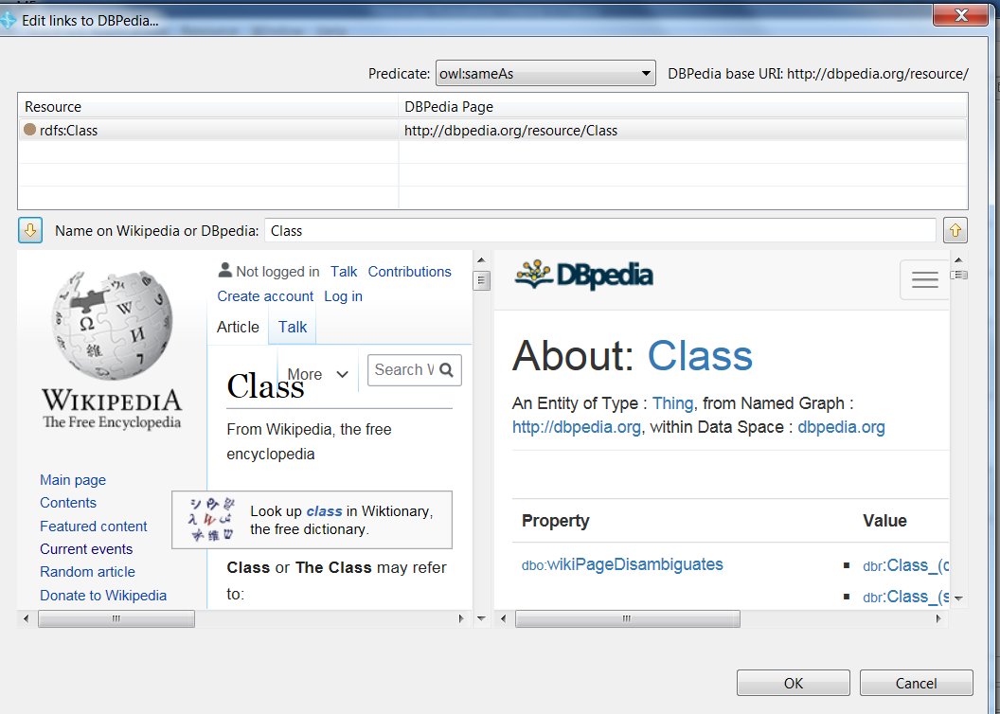 Edit links to DBPedia...
Predicate: owl:sameAs DBPedia base URI: http://dbpedia.org/resource/
Resource DBPedia Page
rdfs:Class http://dbpedia.org/resource/Class
Name on Wikipedia or DBpedia: Class
WIKIPEDIA
The Free Encyclopedia
Main page
Contents
Featured content
Current events
Random article
Donate to Wikipedia
Not logged in Talk Contributions
Create account Log in
Article Talk
More Search W
Class
From Wikipedia, the free
encyclopedia
Look up class in Wiktionary,
the free dictionary.
Class or The Class may refer
to:
DBpedia
About: Class
An Entity of Type : Thing, from Named Graph :
http://dbpedia.org, within Data Space : dbpedia.org
Property Value
dbo:wikiPageDisambiguates dbr:Class_(c
dbr:Class_(s
OK Cancel